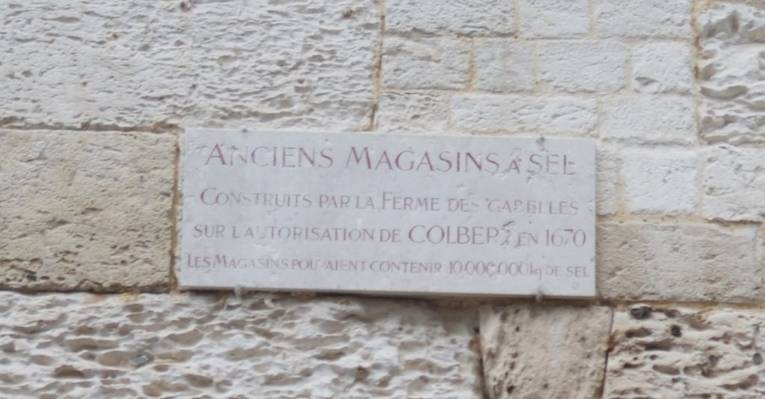 ANCIENS MAGASINS A SEL
CONSTRUITS PAR LA FERME DES GABELLES
SUR L'AUTORISATION DE COLBERT EN 1670
LES MAGASINS POUVAIENT CONTENIR 10.000.000 kg DE SEL